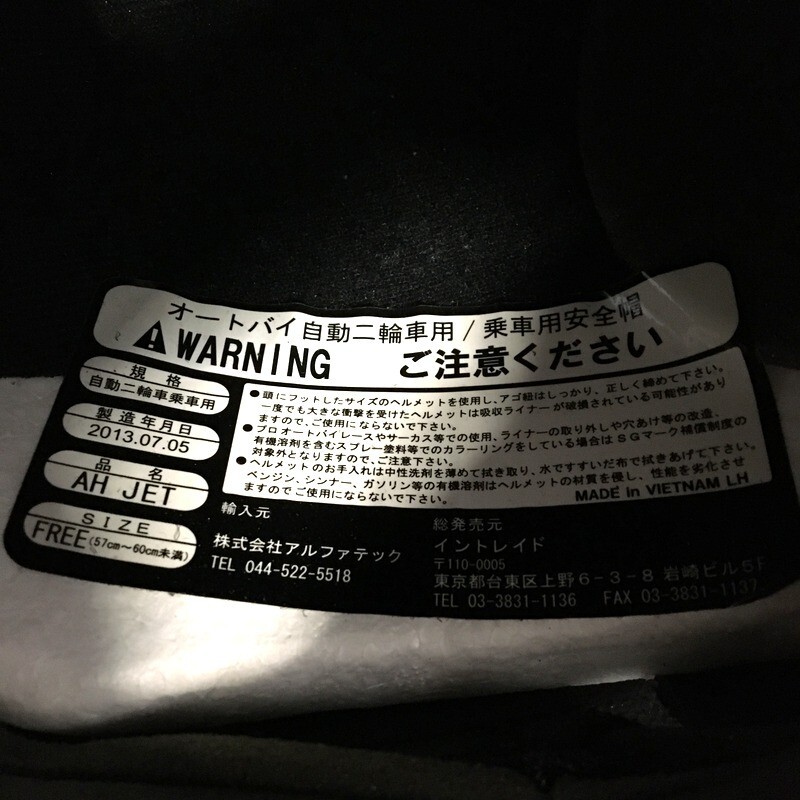 オートバイ自動二輪車用/乗車用安全帽
WARNING ご注意ください
規格
自動二輪車乗車用
製造年月日
2013.07.05
品名
AH JET
SIZE
FREE(57cm~60cm未満)
●頭にフットしたサイズのヘルメットを使用し、アゴ紐はしっかり、正しく締めて下さい。
一度でも大きな衝撃を受けたヘルメットは吸収ライナーが破損されている可能性があり
ますので、ご使用にならない下さい。
●プロオートバイレースやサーカス等での使用、ライナーの取り外しや穴あけ等の改造、
有機溶剤を含むスプレー塗料等でのカラーリングをしている場合はSGマーク補償制度の
対象外となりますので、ご注意下さい。
●ヘルメットのお手入れは中性洗剤を薄めて拭き取り、水ですすいだ布で拭きあげて下さい。
ベンジン、シンナー、ガソリン等の有機溶剤はヘルメットの材質を侵し、性能を劣化させ
ますのでご使用にならないで下さい。
MADE in VIETNAM LH
輸入元
株式会社アルファテック
TEL 044-522-5518
総発売元
イントレイド
〒110-0005
東京都台東区上野6-3-8 岩崎ビル5F
TEL 03-3831-1136 FAX 03-3831-1137